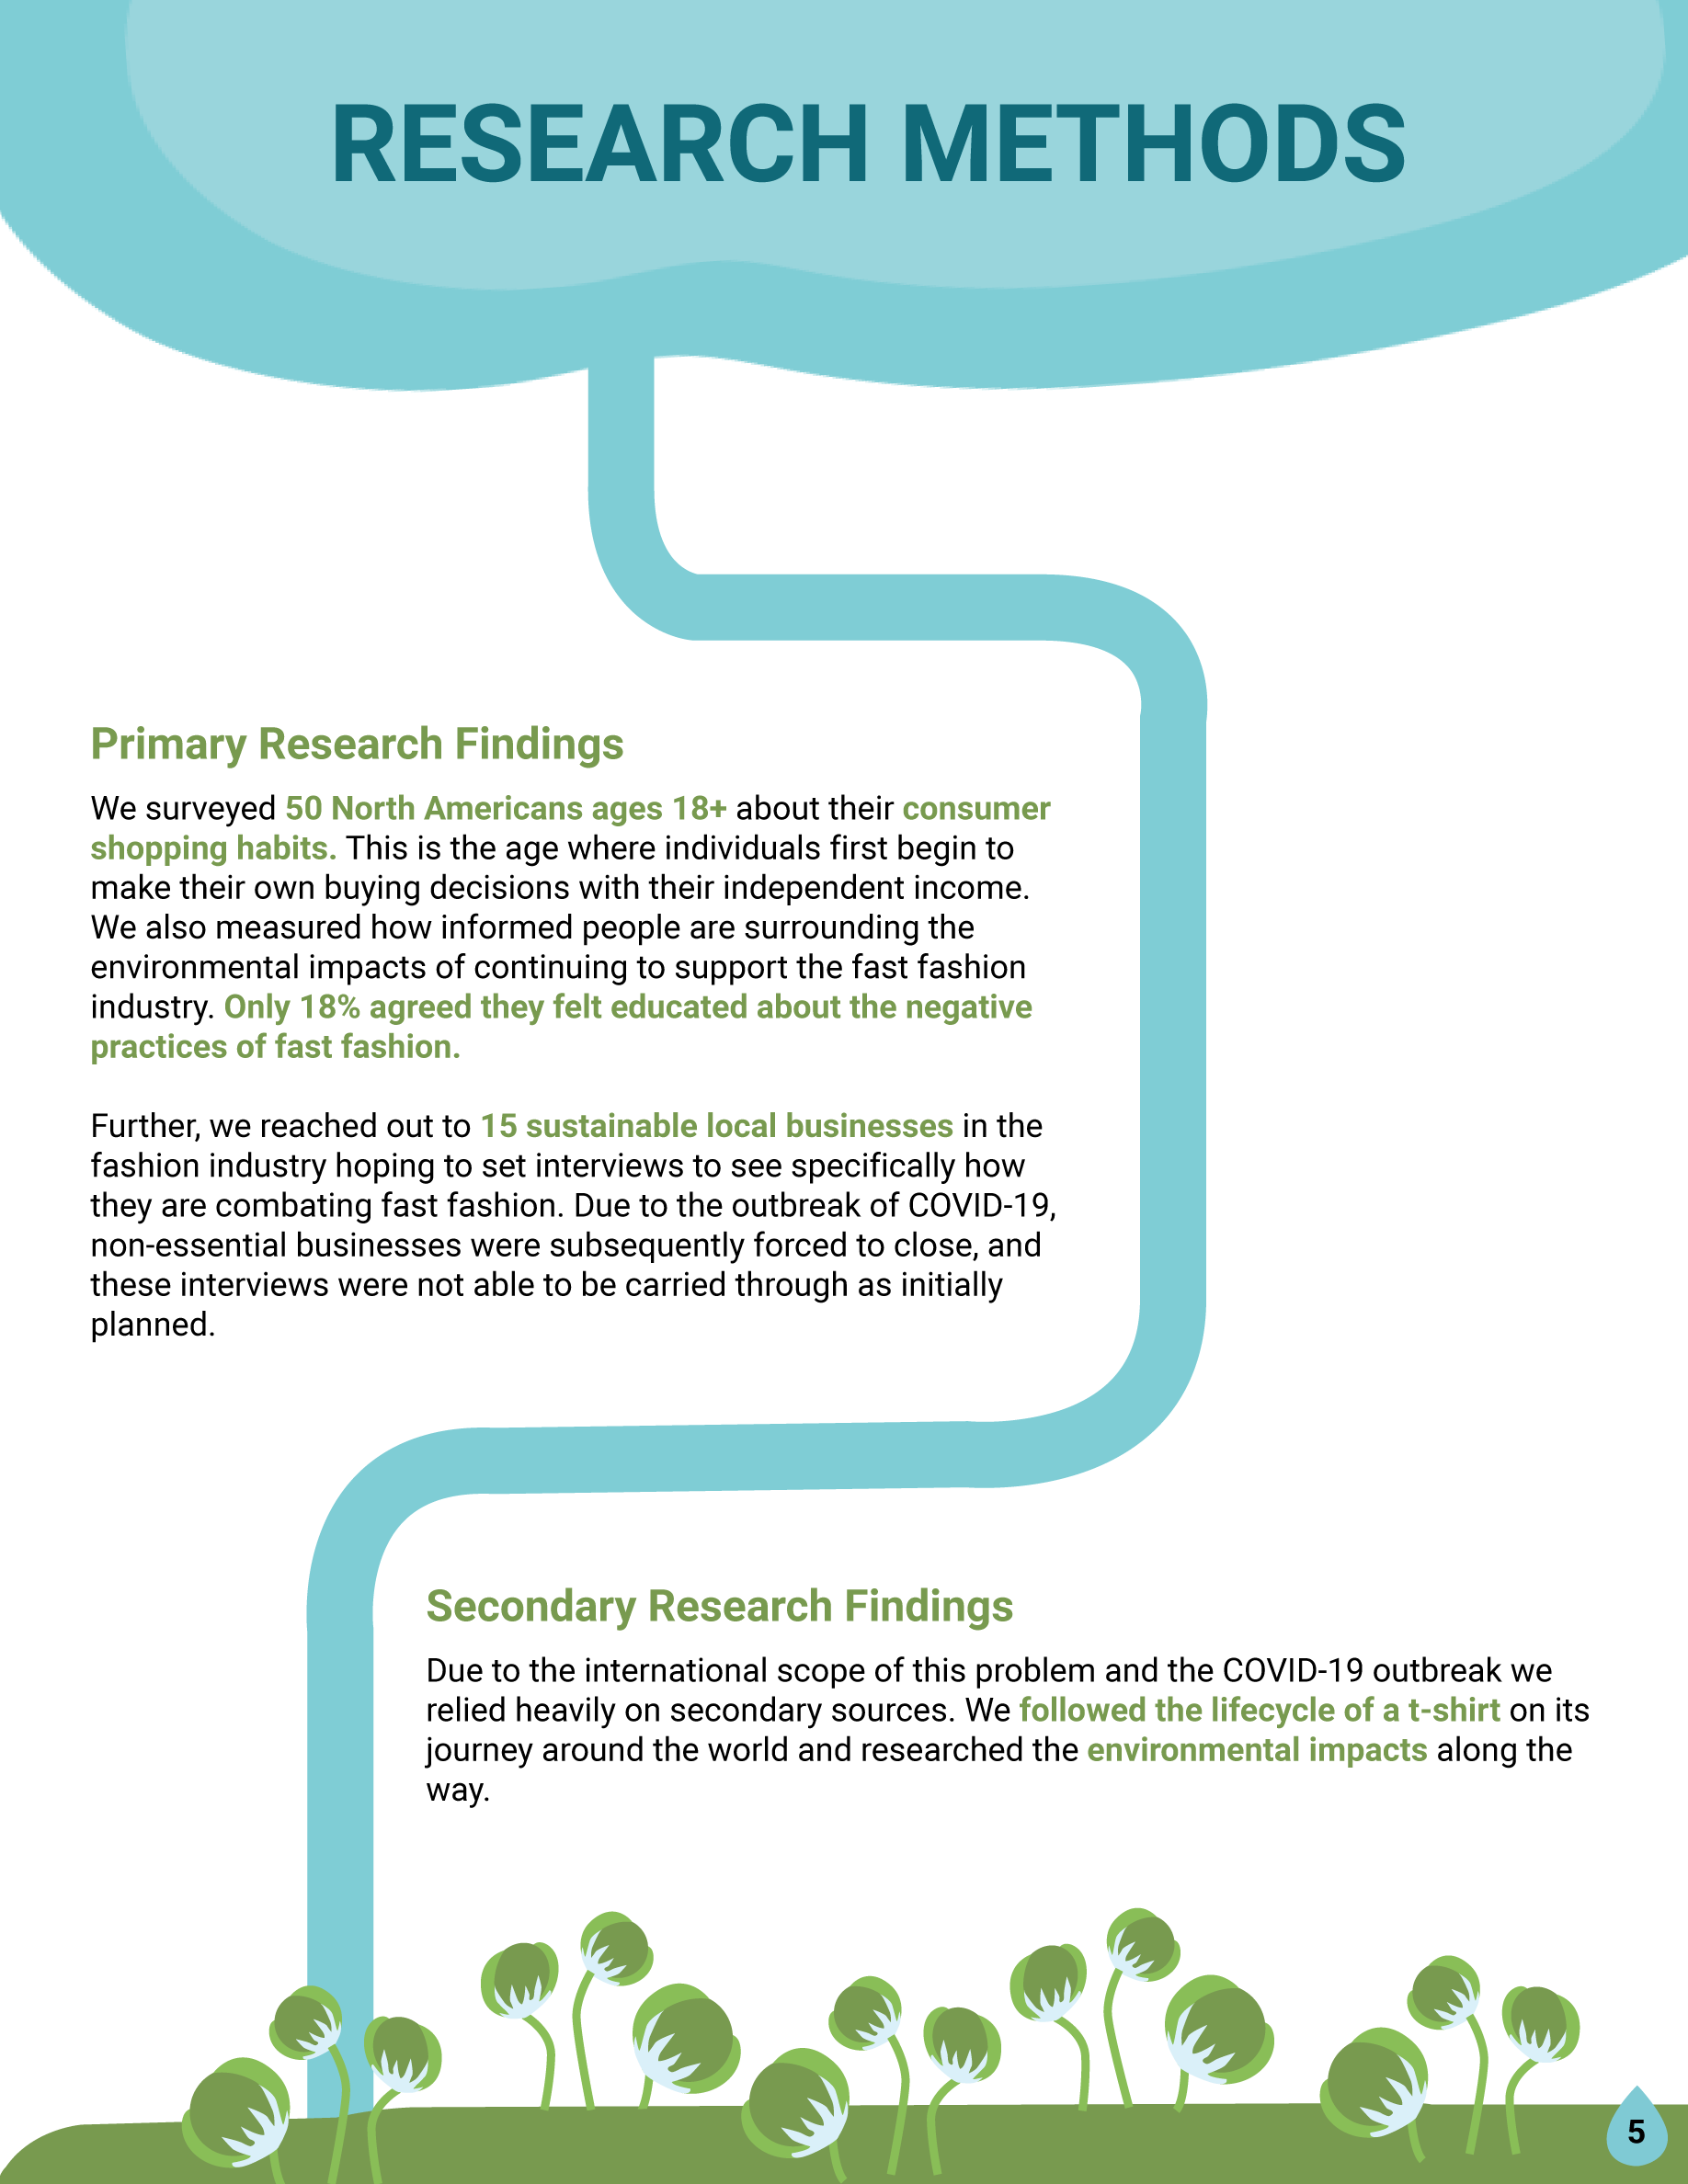 RESEARCH METHODS
Primary Research Findings
We surveyed 50 North Americans ages 18+ about their consumer
shopping habits. This is the age where individuals first begin to
make their own buying decisions with their independent income.
We also measured how informed people are surrounding the
environmental impacts of continuing to support the fast fashion
industry. Only 18% agreed they felt educated about the negative
practices of fast fashion.
Further, we reached out to 15 sustainable local businesses in the
fashion industry hoping to set interviews to see specifically how
they are combating fast fashion. Due to the outbreak of COVID-19,
non-essential businesses were subsequently forced to close, and
these interviews were not able to be carried through as initially
planned.
Secondary Research Findings
Due to the international scope of this problem and the COVID-19 outbreak we
relied heavily on secondary sources. We followed the lifecycle of a t-shirt on its
journey around the world and researched the environmental impacts along the
way.
5